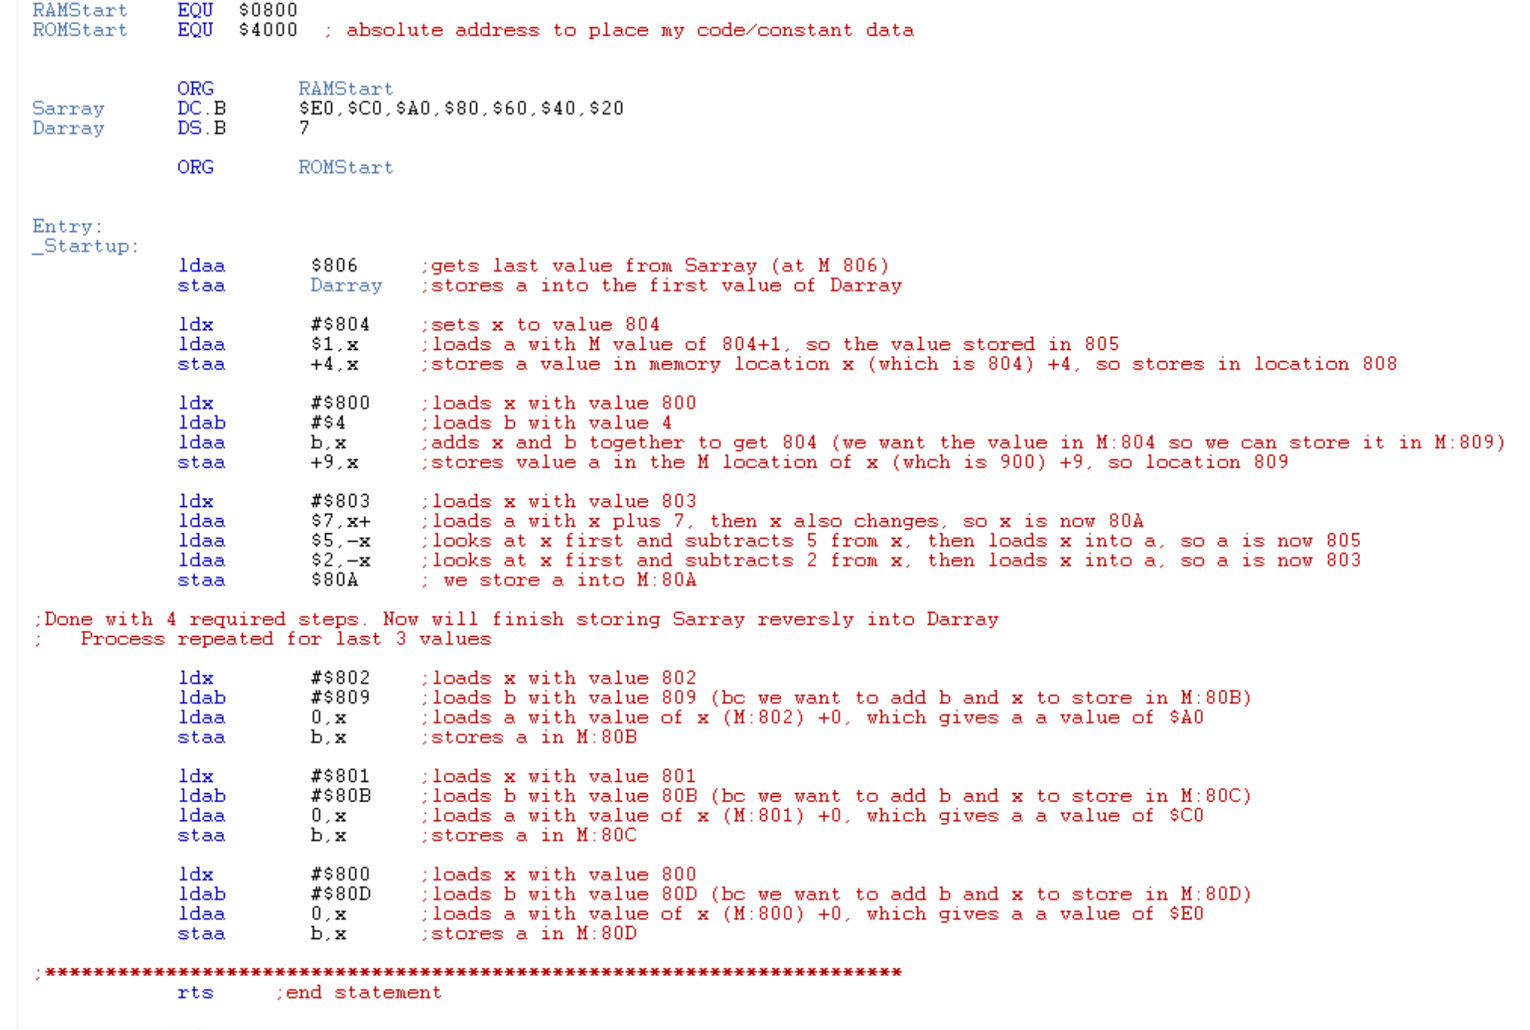 RAMStart EQU $0800
ROMStart EQU $4000 ; absolute address to place my code/constant data
ORG RAMStart
Sarray DC.B $E0,$C0,$A0,$80,$60,$40,$20
Darray DS.B 7
ORG ROMStart
Entry:
_Startup:
ldaa $806 ;gets last value from Sarray (at M 806)
staa Darray ;stores a into the first value of Darray
ldx #$804 ;sets x to value 804
ldaa $1,x ;loads a with M value of 804+1, so the value stored in 805
staa +4,x ;stores a value in memory location x (which is 804) +4, so stores in location 808
ldx #$800 ;loads x with value 800
ldab #$4 ;loads b with value 4
ldaa b,x ;adds x and b together to get 804 (we want the value in M:804 so we can store it in M:809)
staa +9,x ;stores value a in the M location of x (whch is 900) +9, so location 809
ldx #$803 ;loads x with value 803
ldaa $7,x+ ;loads a with x plus 7, then x also changes, so x is now 80A
ldaa $5,-x ;looks at x first and subtracts 5 from x, then loads x into a, so a is now 805
ldaa $2,-x ;looks at x first and subtracts 2 from x, then loads x into a, so a is now 803
staa $80A ; we store a into M:80A
;Done with 4 required steps. Now will finish storing Sarray reversly into Darray
; Process repeated for last 3 values
ldx #$802 ;loads x with value 802
ldab #$809 ;loads b with value 809 (bc we want to add b and x to store in M:80B)
ldaa 0,x ;loads a with value of x (M:802) +0, which gives a a value of $A0
staa b,x ;stores a in M:80B
ldx #$801 ;loads x with value 801
ldab #$80B ;loads b with value 80B (bc we want to add b and x to store in M:80C)
ldaa 0,x ;loads a with value of x (M:801) +0, which gives a a value of $C0
staa b,x ;stores a in M:80C
ldx #$800 ;loads x with value 800
ldab #$80D ;loads b with value 80D (bc we want to add b and x to store in M:80D)
ldaa 0,x ;loads a with value of x (M:800) +0, which gives a a value of $E0
staa b,x ;stores a in M:80D
;***********************************************************************
rts ;end statement